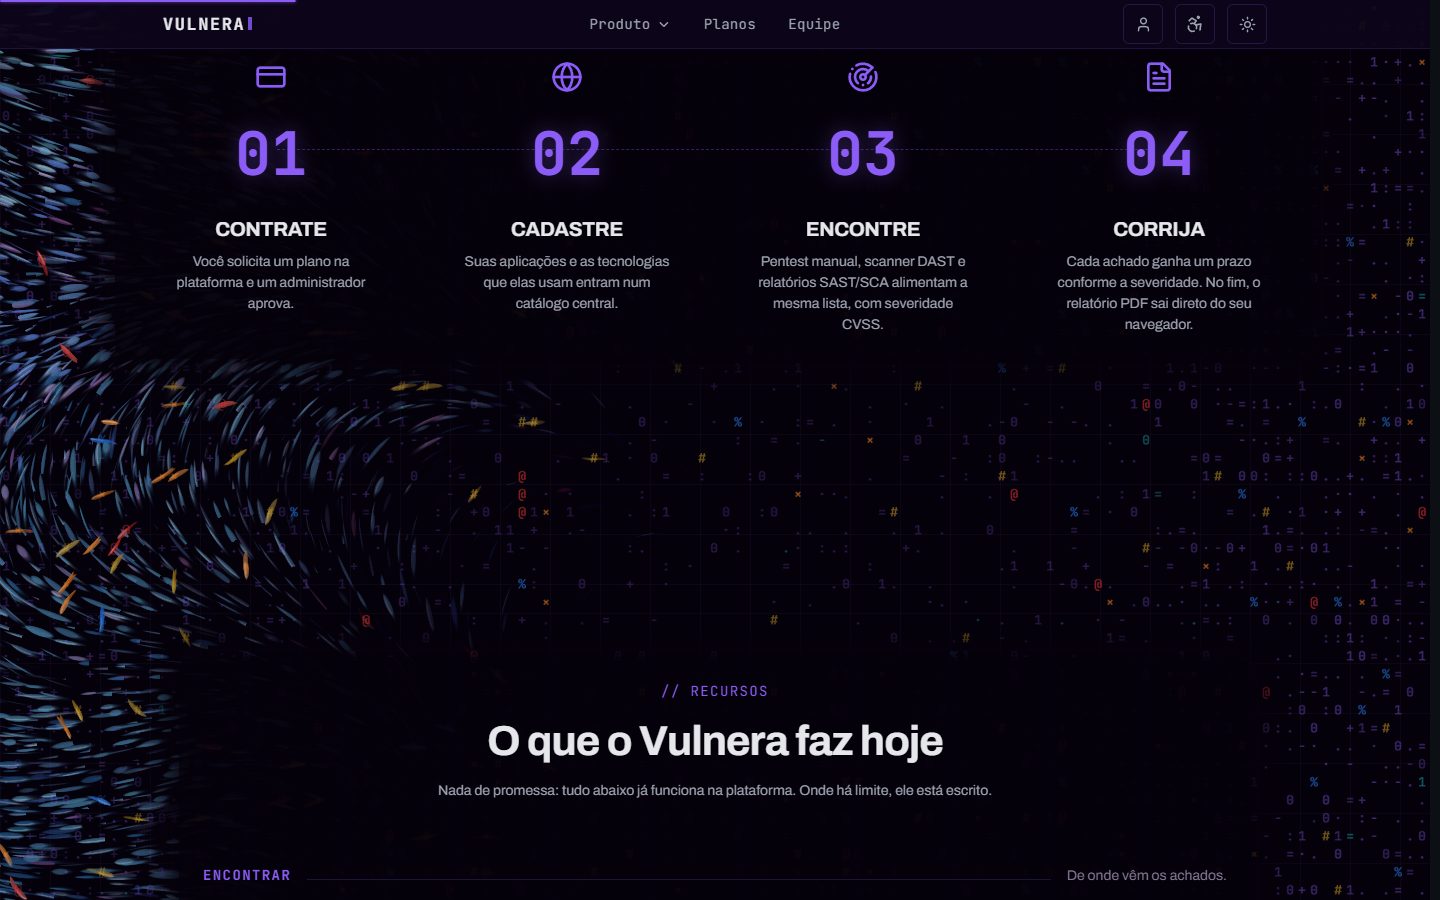 VULNERA
Produto
Planos
Equipe
01
02
03
04
CONTRATE
Você solicita um plano na
plataforma e um administrador
aprova.
CADASTRE
Suas aplicações e as tecnologias
que elas usam entram num
catálogo central.
ENCONTRE
Pentest manual, scanner DAST e
relatórios SAST/SCA alimentam a
mesma lista, com severidade
CVSS.
CORRIJA
Cada achado ganha um prazo
conforme a severidade. No fim, o
relatório PDF sai direto do seu
navegador.
// RECURSOS
O que o Vulnera faz hoje
Nada de promessa: tudo abaixo já funciona na plataforma. Onde há limite, ele está escrito.
ENCONTRAR
De onde vêm os achados.